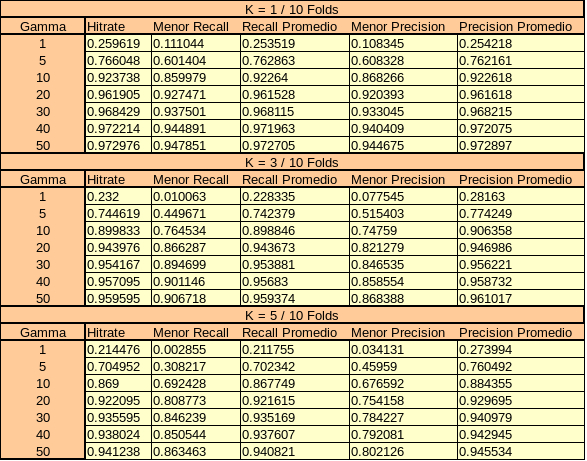 K = 1 / 10 Folds
Gamma Hitrate Menor Recall Recall Promedio Menor Precision Precision Promedio
1 0.259619 0.111044 0.253519 0.108345 0.254218
5 0.766048 0.601404 0.762863 0.608328 0.762161
10 0.923738 0.859979 0.92264 0.868266 0.922618
20 0.961905 0.927471 0.961528 0.920393 0.961618
30 0.968429 0.937501 0.968115 0.933045 0.968215
40 0.972214 0.944891 0.971963 0.940409 0.972075
50 0.972976 0.947851 0.972705 0.944675 0.972897
K = 3 / 10 Folds
Gamma Hitrate Menor Recall Recall Promedio Menor Precision Precision Promedio
1 0.232 0.010063 0.228335 0.077545 0.28163
5 0.744619 0.449671 0.742379 0.515403 0.774249
10 0.899833 0.764534 0.898846 0.74759 0.906358
20 0.943976 0.866287 0.943673 0.821279 0.946986
30 0.954167 0.894699 0.953881 0.846535 0.956221
40 0.957095 0.901146 0.95683 0.858554 0.958732
50 0.959595 0.906718 0.959374 0.868388 0.961017
K = 5 / 10 Folds
Gamma Hitrate Menor Recall Recall Promedio Menor Precision Precision Promedio
1 0.214476 0.002855 0.211755 0.034131 0.273994
5 0.704952 0.308217 0.702342 0.45959 0.760492
10 0.869 0.692428 0.867749 0.676592 0.884355
20 0.922095 0.808773 0.921615 0.754158 0.929695
30 0.935595 0.846239 0.935169 0.784227 0.940979
40 0.938024 0.850544 0.937607 0.792081 0.942945
50 0.941238 0.863463 0.940821 0.802126 0.945534